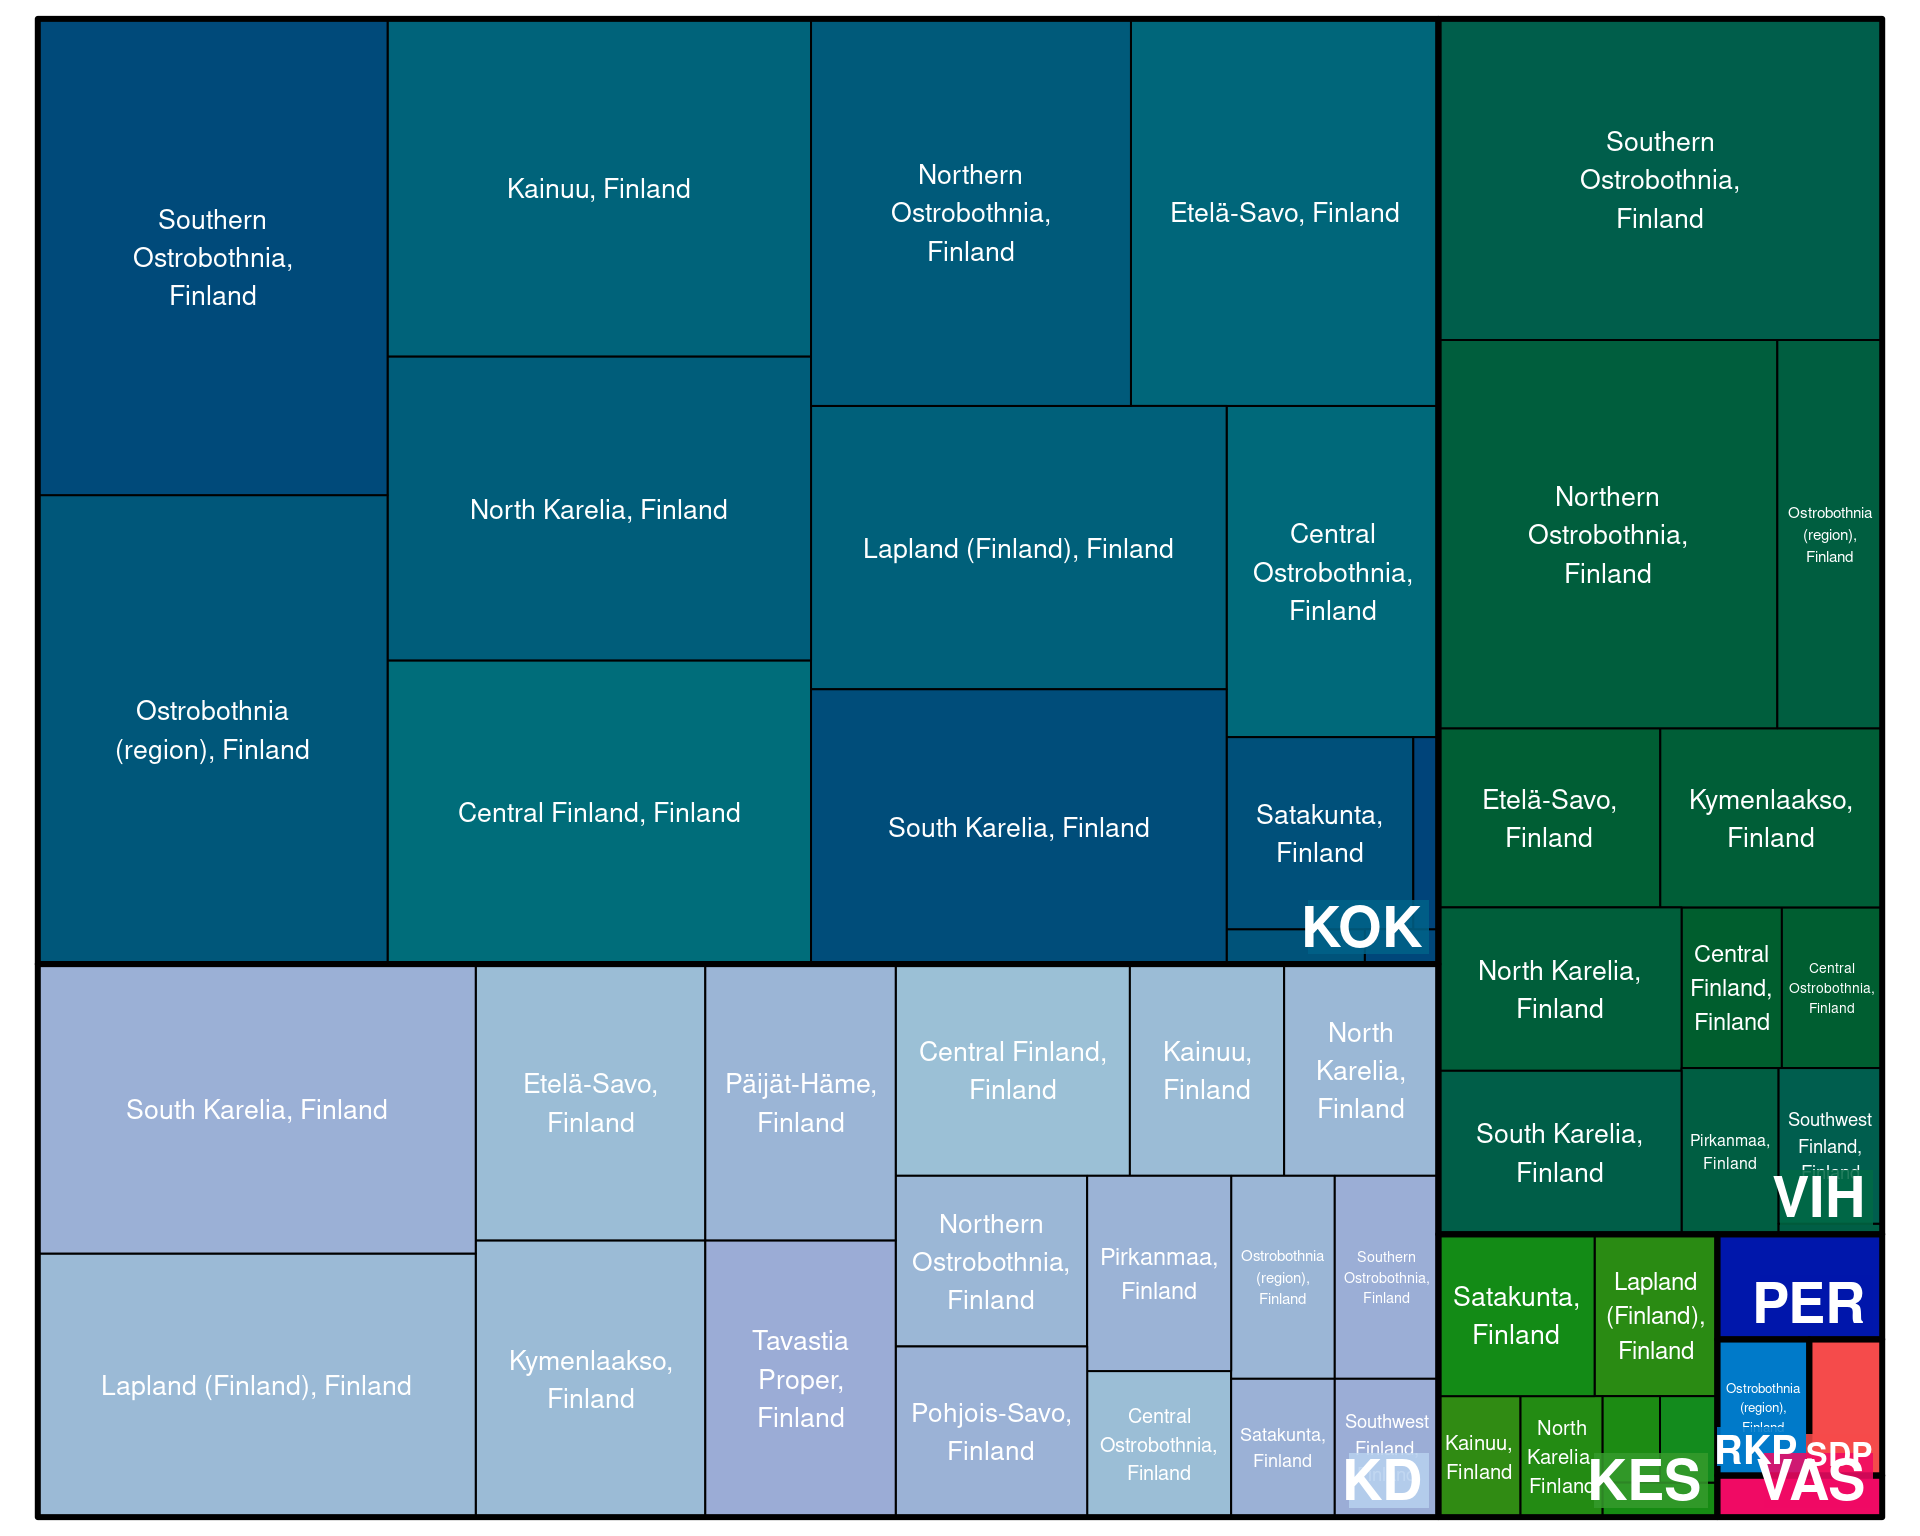 Southern
Ostrobothnia,
Finland
Kainuu, Finland
Northern
Ostrobothnia,
Finland
Etelä-Savo, Finland
Ostrobothnia
(region), Finland
North Karelia, Finland
Central Finland, Finland
Lapland (Finland), Finland
Central
Ostrobothnia,
Finland
South Karelia, Finland
Satakunta,
Finland
KOK
Southern
Ostrobothnia,
Finland
Northern
Ostrobothnia,
Finland
Ostrobothnia
(region),
Finland
Etelä-Savo,
Finland
Kymenlaakso,
Finland
North Karelia,
Finland
Central
Finland,
Finland
Central
Ostrobothnia,
Finland
South Karelia,
Finland
Pirkanmaa,
Finland
Southwest
Finland,
Finland
VIH
South Karelia, Finland
Lapland (Finland), Finland
Etelä-Savo,
Finland
Päijät-Häme,
Finland
Kymenlaakso,
Finland
Tavastia
Proper,
Finland
Central Finland,
Finland
Kainuu,
Finland
North
Karelia,
Finland
Northern
Ostrobothnia,
Finland
Pirkanmaa,
Finland
Ostrobothnia
(region),
Finland
Southern
Ostrobothnia,
Finland
Pohjois-Savo,
Finland
Central
Ostrobothnia,
Finland
Satakunta,
Finland
Southwest
Finland,
Finland
KD
Satakunta,
Finland
Lapland
(Finland),
Finland
Kainuu,
Finland
North
Karelia,
Finland
KES
PER
Ostrobothnia
(region),
Finland
RKP
SDP
VAS